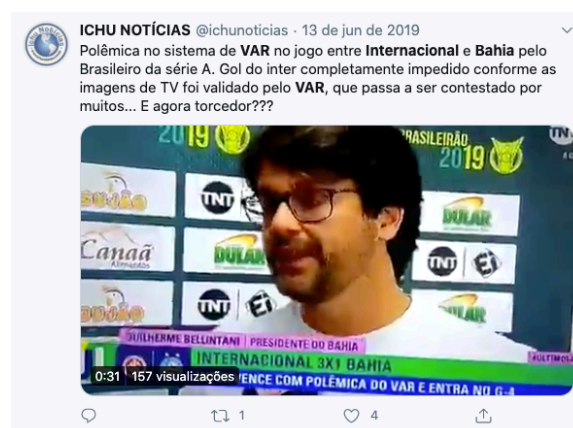 ICHU NOTÍCIAS @ichunoticias · 13 de jun de 2019
Polêmica no sistema de VAR no jogo entre Internacional e Bahia pelo
Brasileiro da série A. Gol do inter completamente impedido conforme as
imagens de TV foi validado pelo VAR, que passa a ser contestado por
muitos... E agora torcedor???
2019
BRASILEIRÃO
2019
TNT
DULAR
Canaã
Alimentos
DULAR
TNT
Ei
TNT
Ei
GUILHERME BELLINTANI | PRESIDENTE DO BAHIA
INTERNACIONAL 3X1 BAHIA
VENCE COM POLÊMICA DO VAR E ENTRA NO G-4
0:31 157 visualizações
1 4